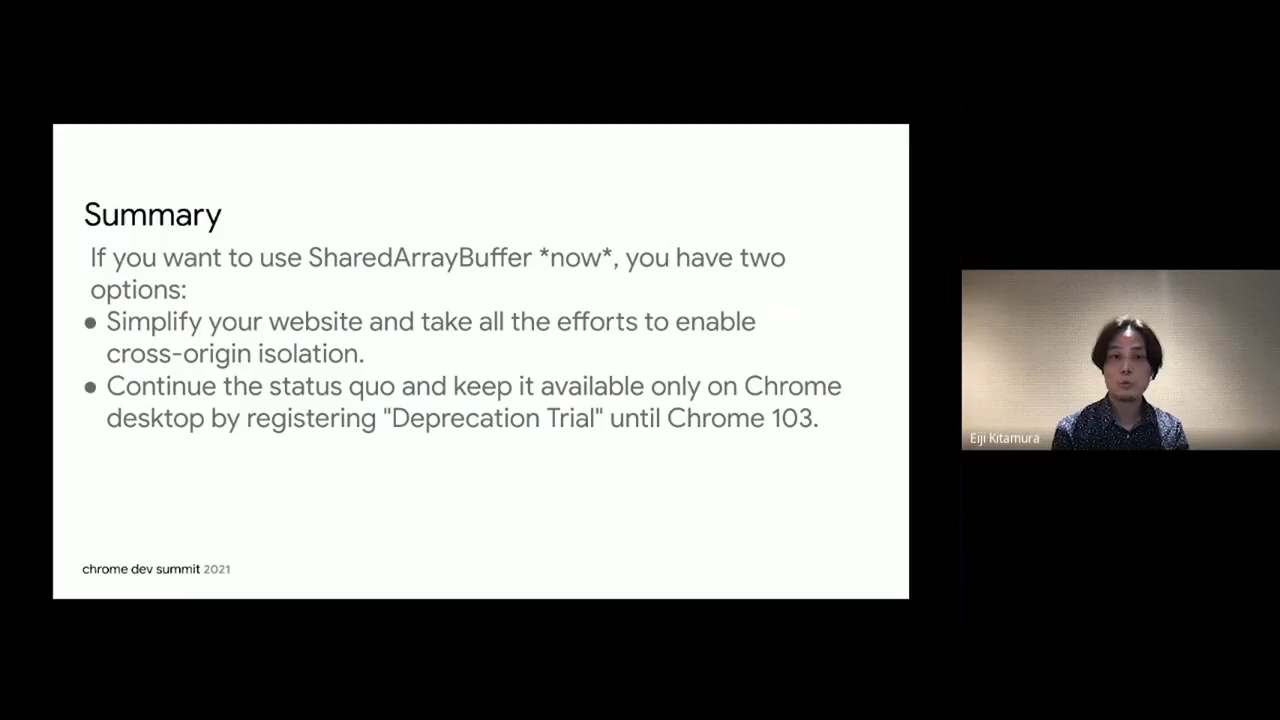 Summary
If you want to use SharedArrayBuffer *now*, you have two
options:
● Simplify your website and take all the efforts to enable
cross-origin isolation.
● Continue the status quo and keep it available only on Chrome
desktop by registering "Deprecation Trial" until Chrome 103.
chrome dev summit 2021
Eiji Kitamura